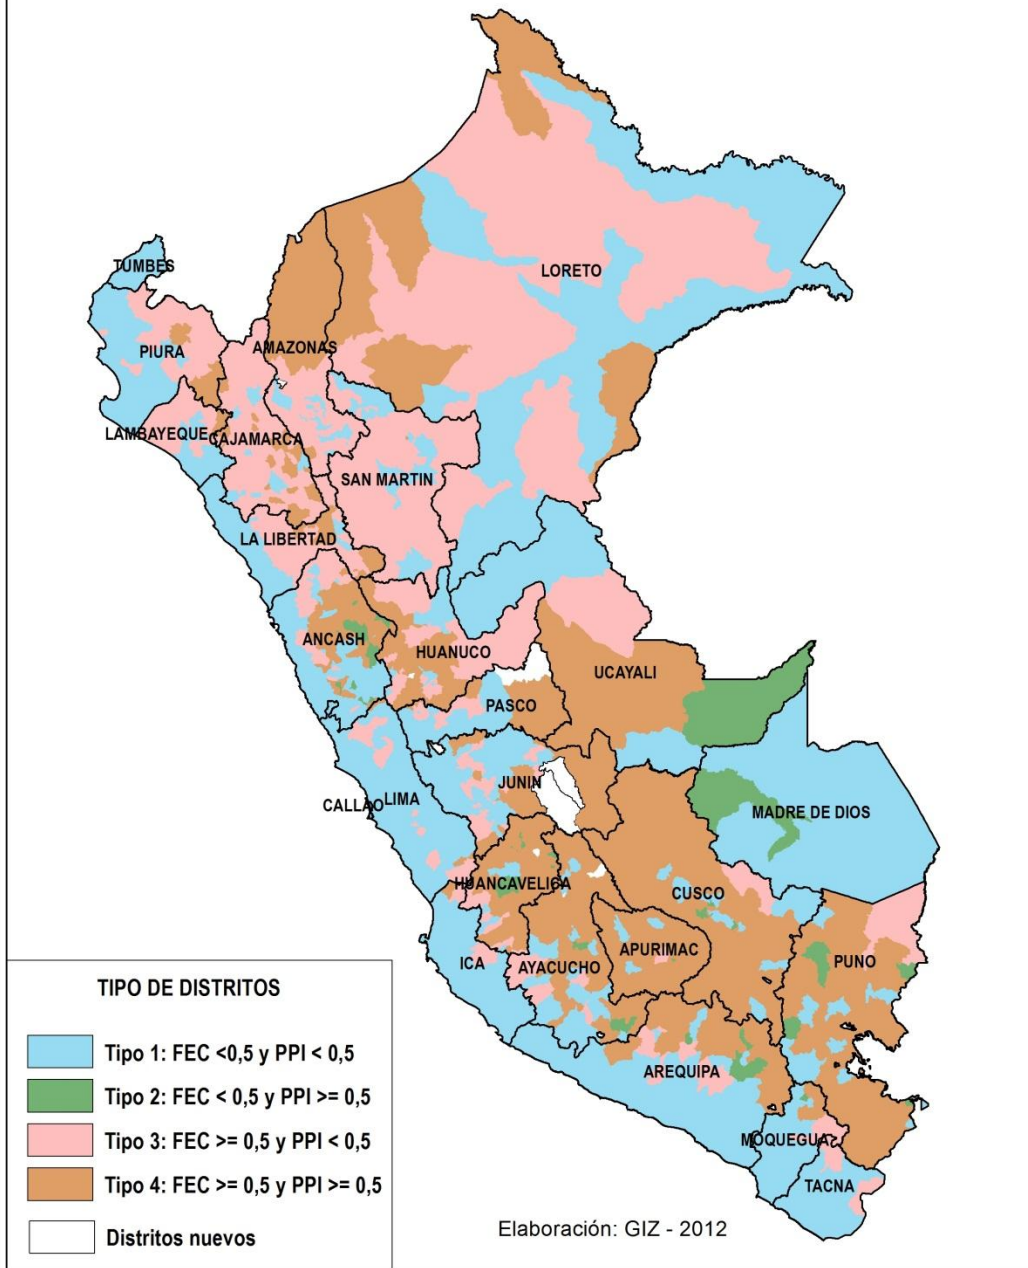 TUMBES
LORETO
PIURA
AMAZONAS
LAMBAYEQUE
CAJAMARCA
SAN MARTIN
LA LIBERTAD
ANCASH
HUANUCO
UCAYALI
PASCO
JUNIN
CALLAO
LIMA
MADRE DE DIOS
HUANCAVELICA
CUSCO
ICA
AYACUCHO
APURIMAC
PUNO
AREQUIPA
MOQUEGUA
TACNA
TIPO DE DISTRITOS
Tipo 1: FEC <0,5 y PPI < 0,5
Tipo 2: FEC < 0,5 y PPI >= 0,5
Tipo 3: FEC >= 0,5 y PPI < 0,5
Tipo 4: FEC >= 0,5 y PPI >= 0,5
Distritos nuevos
Elaboración: GIZ - 2012